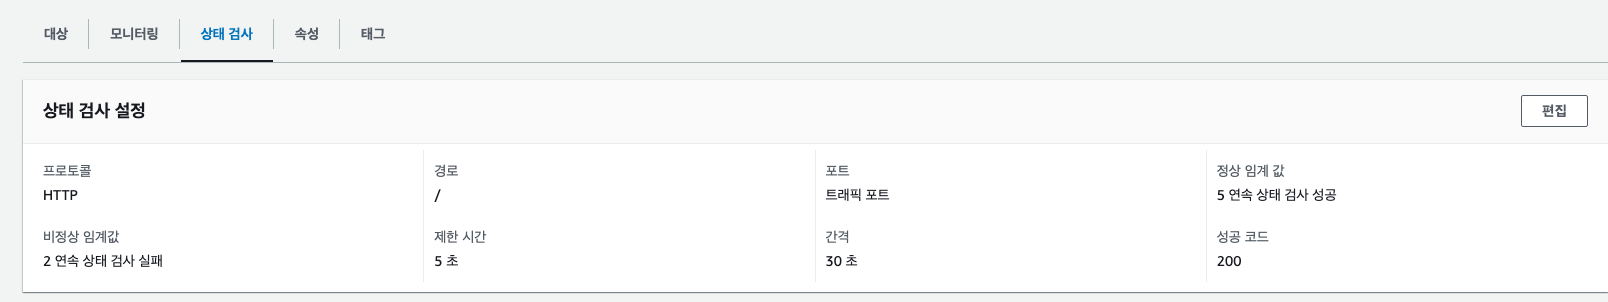 대상 모니터링 상태 검사 속성 태그
상태 검사 설정 편집
프로토콜 경로 포트 정상 임계 값
HTTP / 트래픽 포트 5 연속 상태 검사 성공
비정상 임계값 제한 시간 간격 성공 코드
2 연속 상태 검사 실패 5 초 30 초 200